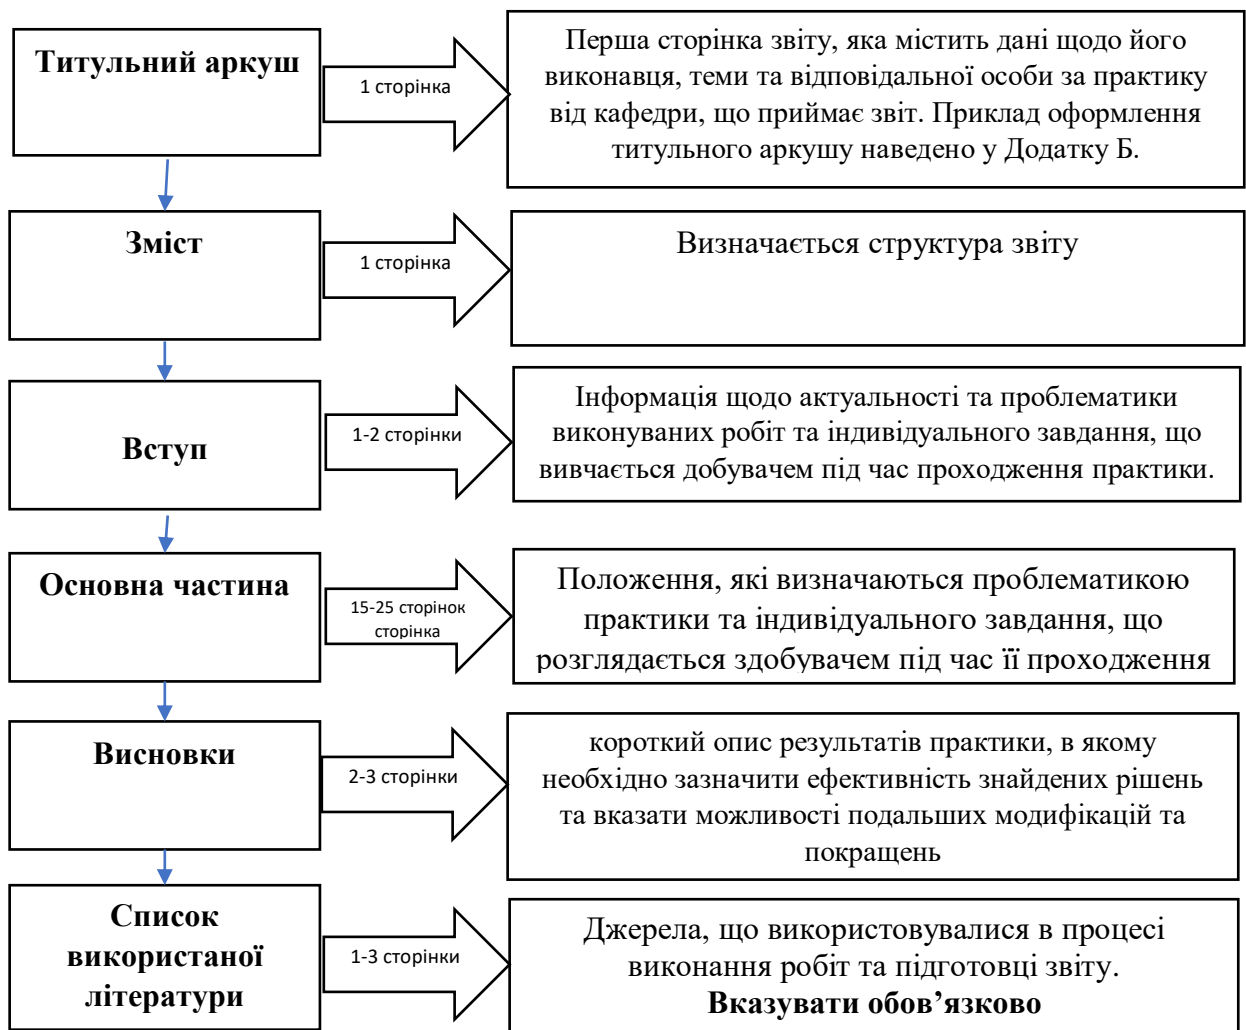 Титульний аркуш
1 сторінка
Перша сторінка звіту, яка містить дані щодо його
виконавця, теми та відповідальної особи за практику
від кафедри, що приймає звіт. Приклад оформлення
титульного аркушу наведено у Додатку Б.
Зміст
1 сторінка
Визначається структура звіту
Вступ
1-2 сторінки
Інформація щодо актуальності та проблематики
виконуваних робіт та індивідуального завдання, що
вивчається добувачем під час проходження практики.
Основна частина
15-25 сторінок
сторінка
Положення, які визначаються проблематикою
практики та індивідуального завдання, що
розглядається здобувачем під час її проходження
Висновки
2-3 сторінки
короткий опис результатів практики, в якому
необхідно зазначити ефективність знайдених рішень
та вказати можливості подальших модифікацій та
покращень
Список
використаної
літератури
1-3 сторінки
Джерела, що використовувалися в процесі
виконання робіт та підготовці звіту.
Вказувати обов’язково